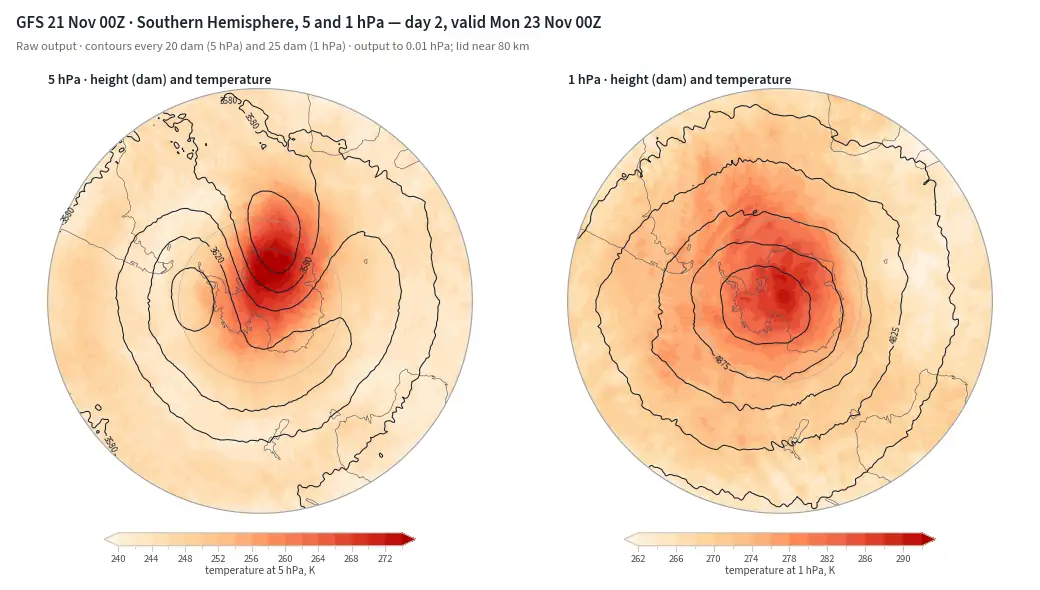 GFS 21 Nov 00Z · Southern Hemisphere, 5 and 1 hPa — day 2, valid Mon 23 Nov 00Z
Raw output · contours every 20 dam (5 hPa) and 25 dam (1 hPa) · output to 0.01 hPa; lid near 80 km
5 hPa · height (dam) and temperature
1 hPa · height (dam) and temperature
3580
3580
3580
3620
3580
3580
4825
4875
240 244 248 252 256 260 264 268 272
temperature at 5 hPa, K
262 266 270 274 278 282 286 290
temperature at 1 hPa, K